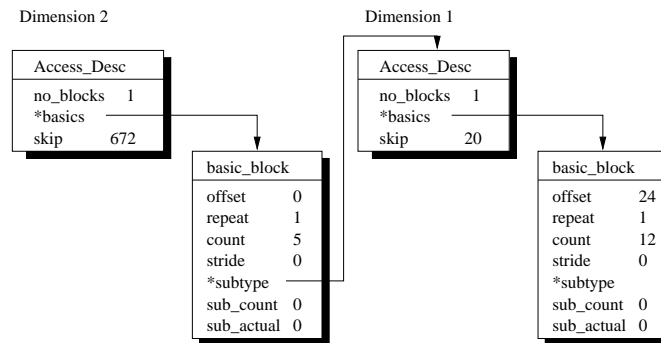 Dimension 2
Access_Desc
no_blocks 1
*basics
skip 672
basic_block
offset 0
repeat 1
count 5
stride 0
*subtype
sub_count 0
sub_actual 0
Dimension 1
Access_Desc
no_blocks 1
*basics
skip 20
basic_block
offset 24
repeat 1
count 12
stride 0
*subtype
sub_count 0
sub_actual 0